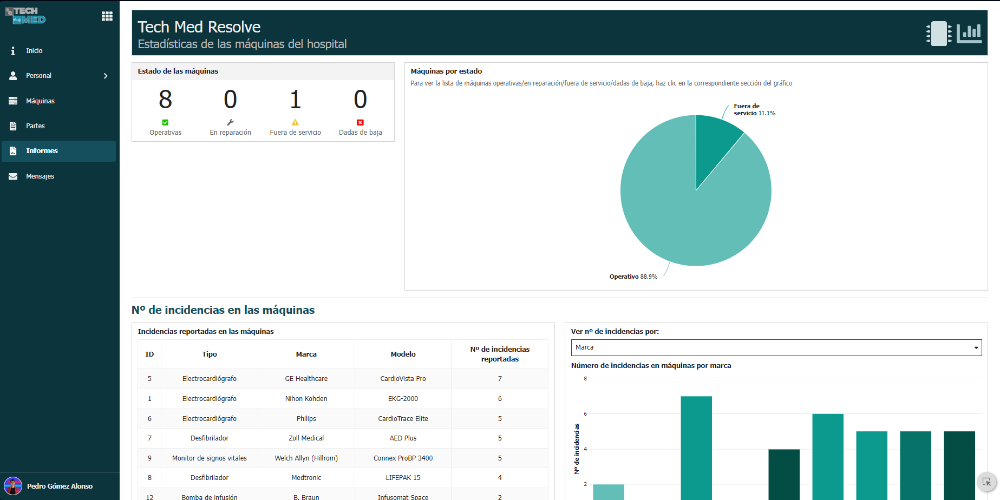 TECH
MED
Inicio
Personal
Máquinas
Partes
Informes
Mensajes
Pedro Gómez Alonso
Tech Med Resolve
Estadísticas de las máquinas del hospital
Estado de las máquinas
8 0 1 0
Operativas En reparación Fuera de servicio Dadas de baja
Máquinas por estado
Para ver la lista de máquinas operativas/en reparación/fuera de servicio/dadas de baja, haz clic en la correspondiente sección del gráfico
Fuera de
servicio 11.1%
Operativo 88.9%
Nº de incidencias en las máquinas
Incidencias reportadas en las máquinas
ID Tipo Marca Modelo Nº de incidencias
reportadas
5 Electrocardiógrafo GE Healthcare CardioVista Pro 7
1 Electrocardiógrafo Nihon Kohden EKG-2000 6
6 Electrocardiógrafo Philips CardioTrace Elite 5
7 Desfibrilador Zoll Medical AED Plus 5
9 Monitor de signos vitales Welch Allyn (Hillrom) Connex ProBP 3400 5
8 Desfibrilador Medtronic LIFEPAK 15 4
12 Bomba de infusión B. Braun Infusomat Space 2
Ver nº de incidencias por:
Marca
Número de incidencias en máquinas por marca
8
6
4
2
Nº de incidencias